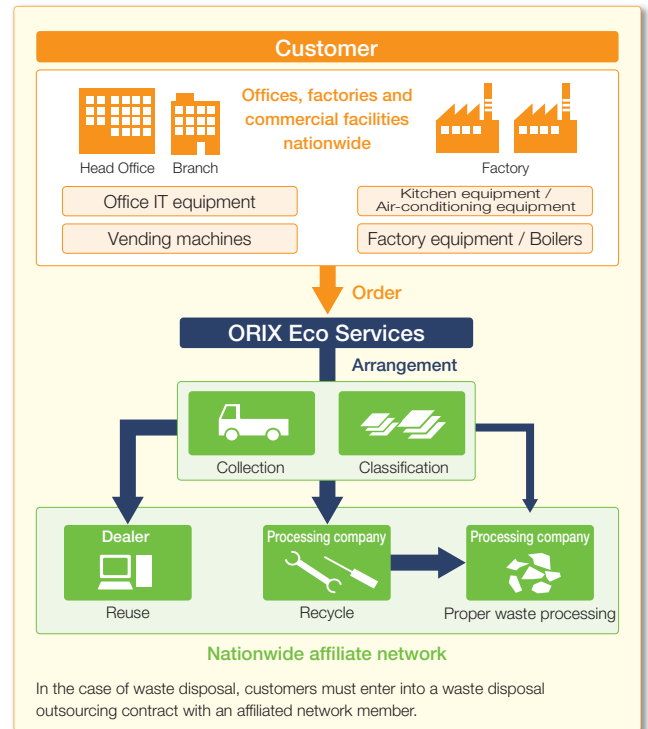 Customer
Offices, factories and
commercial facilities
nationwide
Head Office
Branch
Factory
Office IT equipment
Kitchen equipment /
Air-conditioning equipment
Vending machines
Factory equipment / Boilers
Order
ORIX Eco Services
Arrangement
Collection
Classification
Dealer
Reuse
Processing company
Recycle
Processing company
Proper waste processing
Nationwide affiliate network
In the case of waste disposal, customers must enter into a waste disposal
outsourcing contract with an affiliated network member.